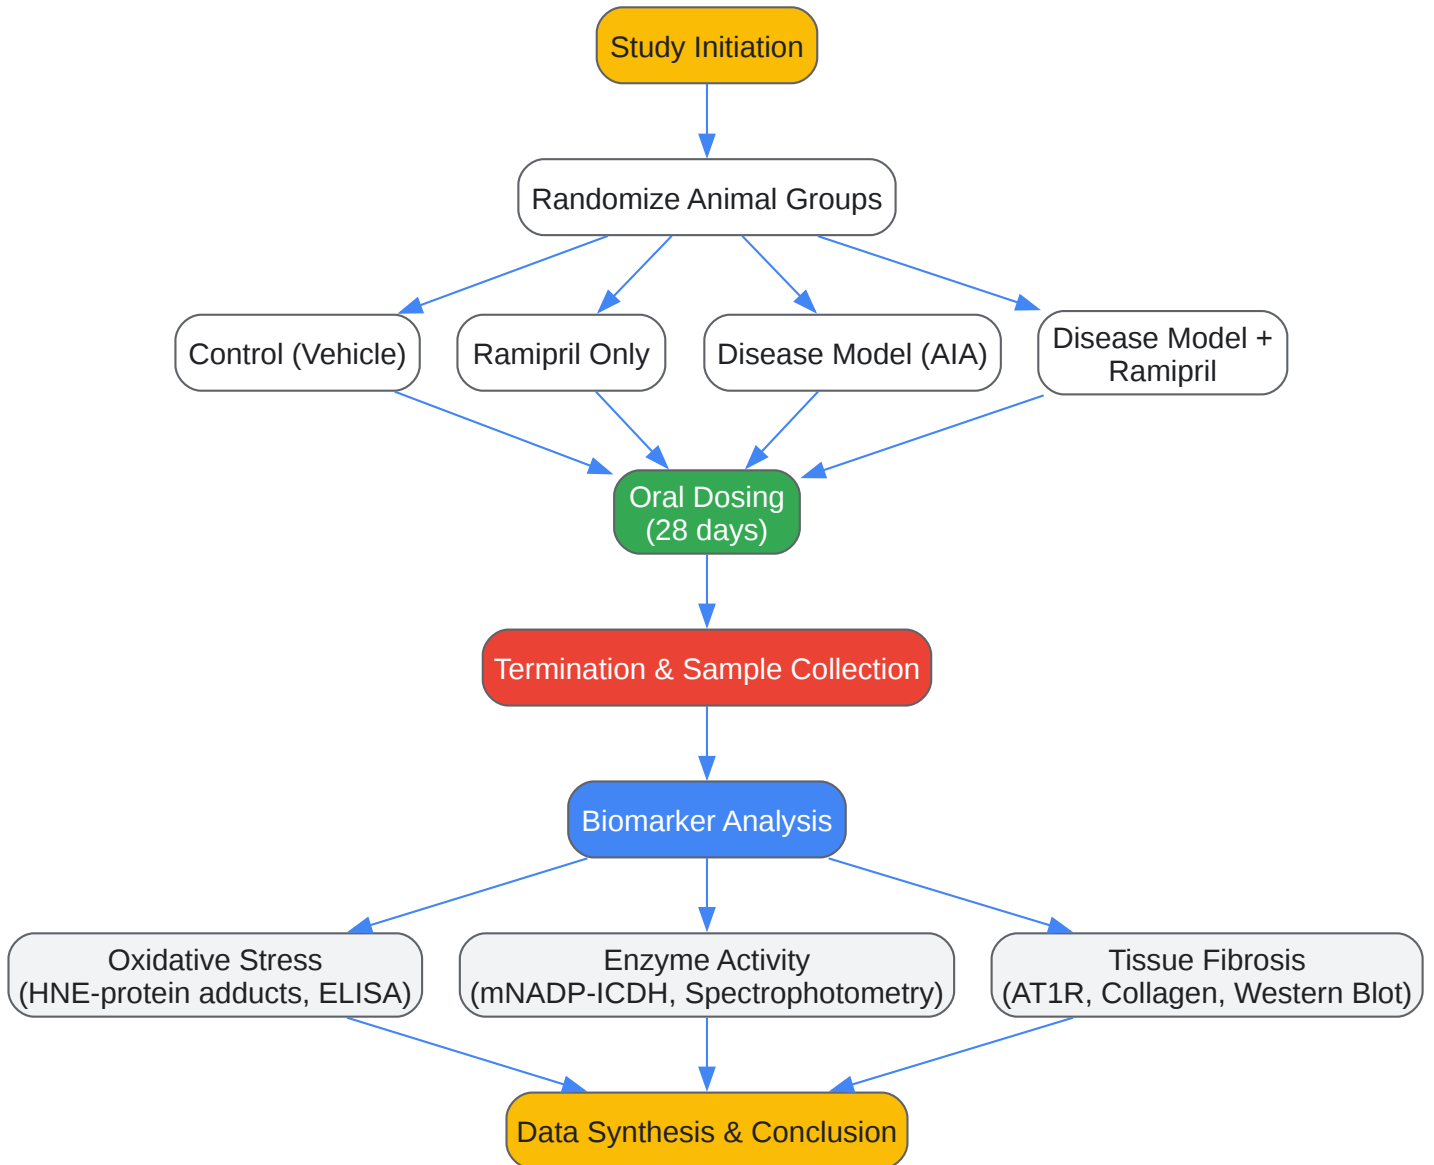 Study Initiation
Randomize Animal Groups
Control (Vehicle)
Ramipril Only
Disease Model (AIA)
Disease Model +
Ramipril
Oral Dosing
(28 days)
Termination & Sample Collection
Biomarker Analysis
Oxidative Stress
(HNE-protein adducts, ELISA)
Enzyme Activity
(mNADP-ICDH, Spectrophotometry)
Tissue Fibrosis
(AT1R, Collagen, Western Blot)
Data Synthesis & Conclusion